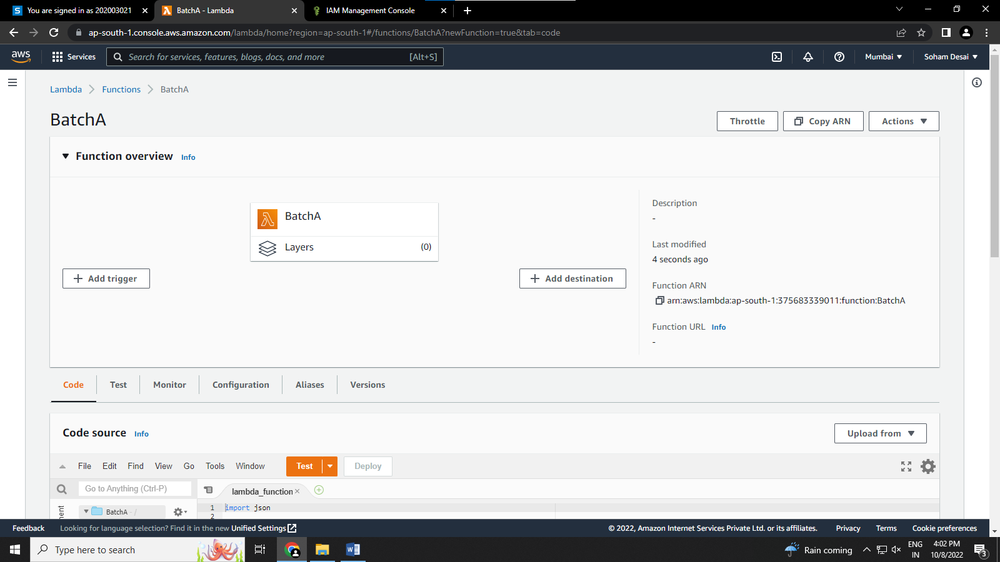 You are signed in as 202003021
BatchA - Lambda
IAM Management Console
ap-south-1.console.aws.amazon.com/lambda/home?region=ap-south-1#/functions/BatchA?newFunction=true&tab=code
aws
Services
Search for services, features, blogs, docs, and more
[Alt+S]
Mumbai
Soham Desai
Lambda
Functions
BatchA
BatchA
Throttle
Copy ARN
Actions
Function overview
Info
BatchA
Layers
(0)
Add trigger
Add destination
Description
-
Last modified
4 seconds ago
Function ARN
arn:aws:lambda:ap-south-1:375683339011:function:BatchA
Function URL Info
-
Code
Test
Monitor
Configuration
Aliases
Versions
Code source
Info
Upload from
File Edit Find View Go Tools Window
Test
Deploy
Go to Anything (Ctrl-P)
lambda_function
BatchA - /
1 import json
2
Feedback
Looking for language selection? Find it in the new Unified Settings
© 2022, Amazon Internet Services Private Ltd. or its affiliates.
Privacy
Terms
Cookie preferences
Type here to search
Rain coming
ENG
IN
4:02 PM
10/8/2022
3